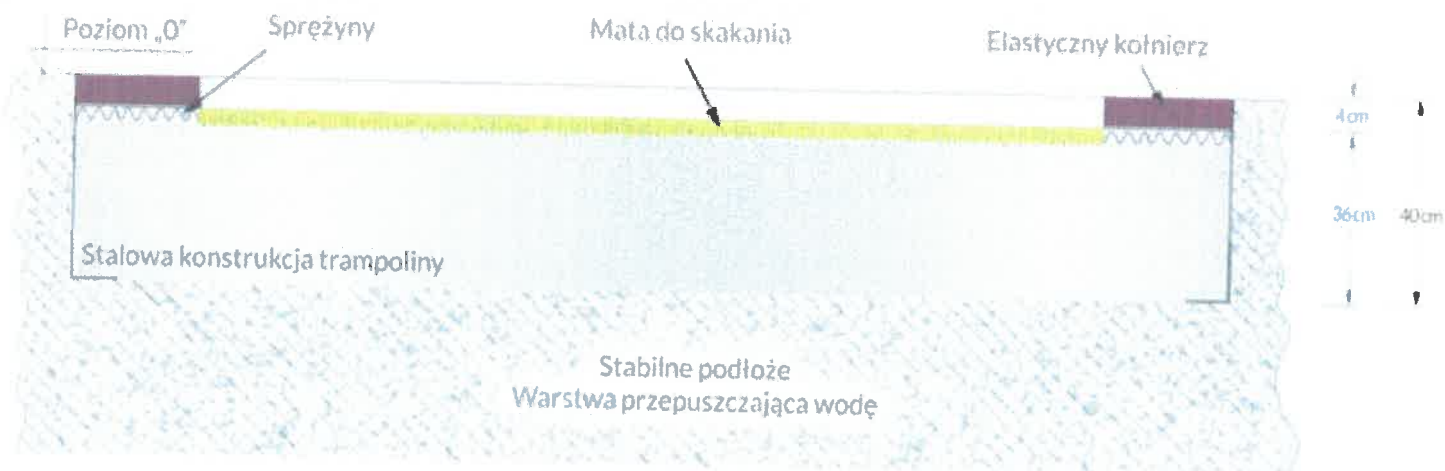 Poziom „0”
Sprężyny
Mata do skakania
Elastyczny kołnierz
4cm
36cm
40cm
Stalowa konstrukcja trampoliny
Stabilne podłoże
Warstwa przepuszczająca wodę